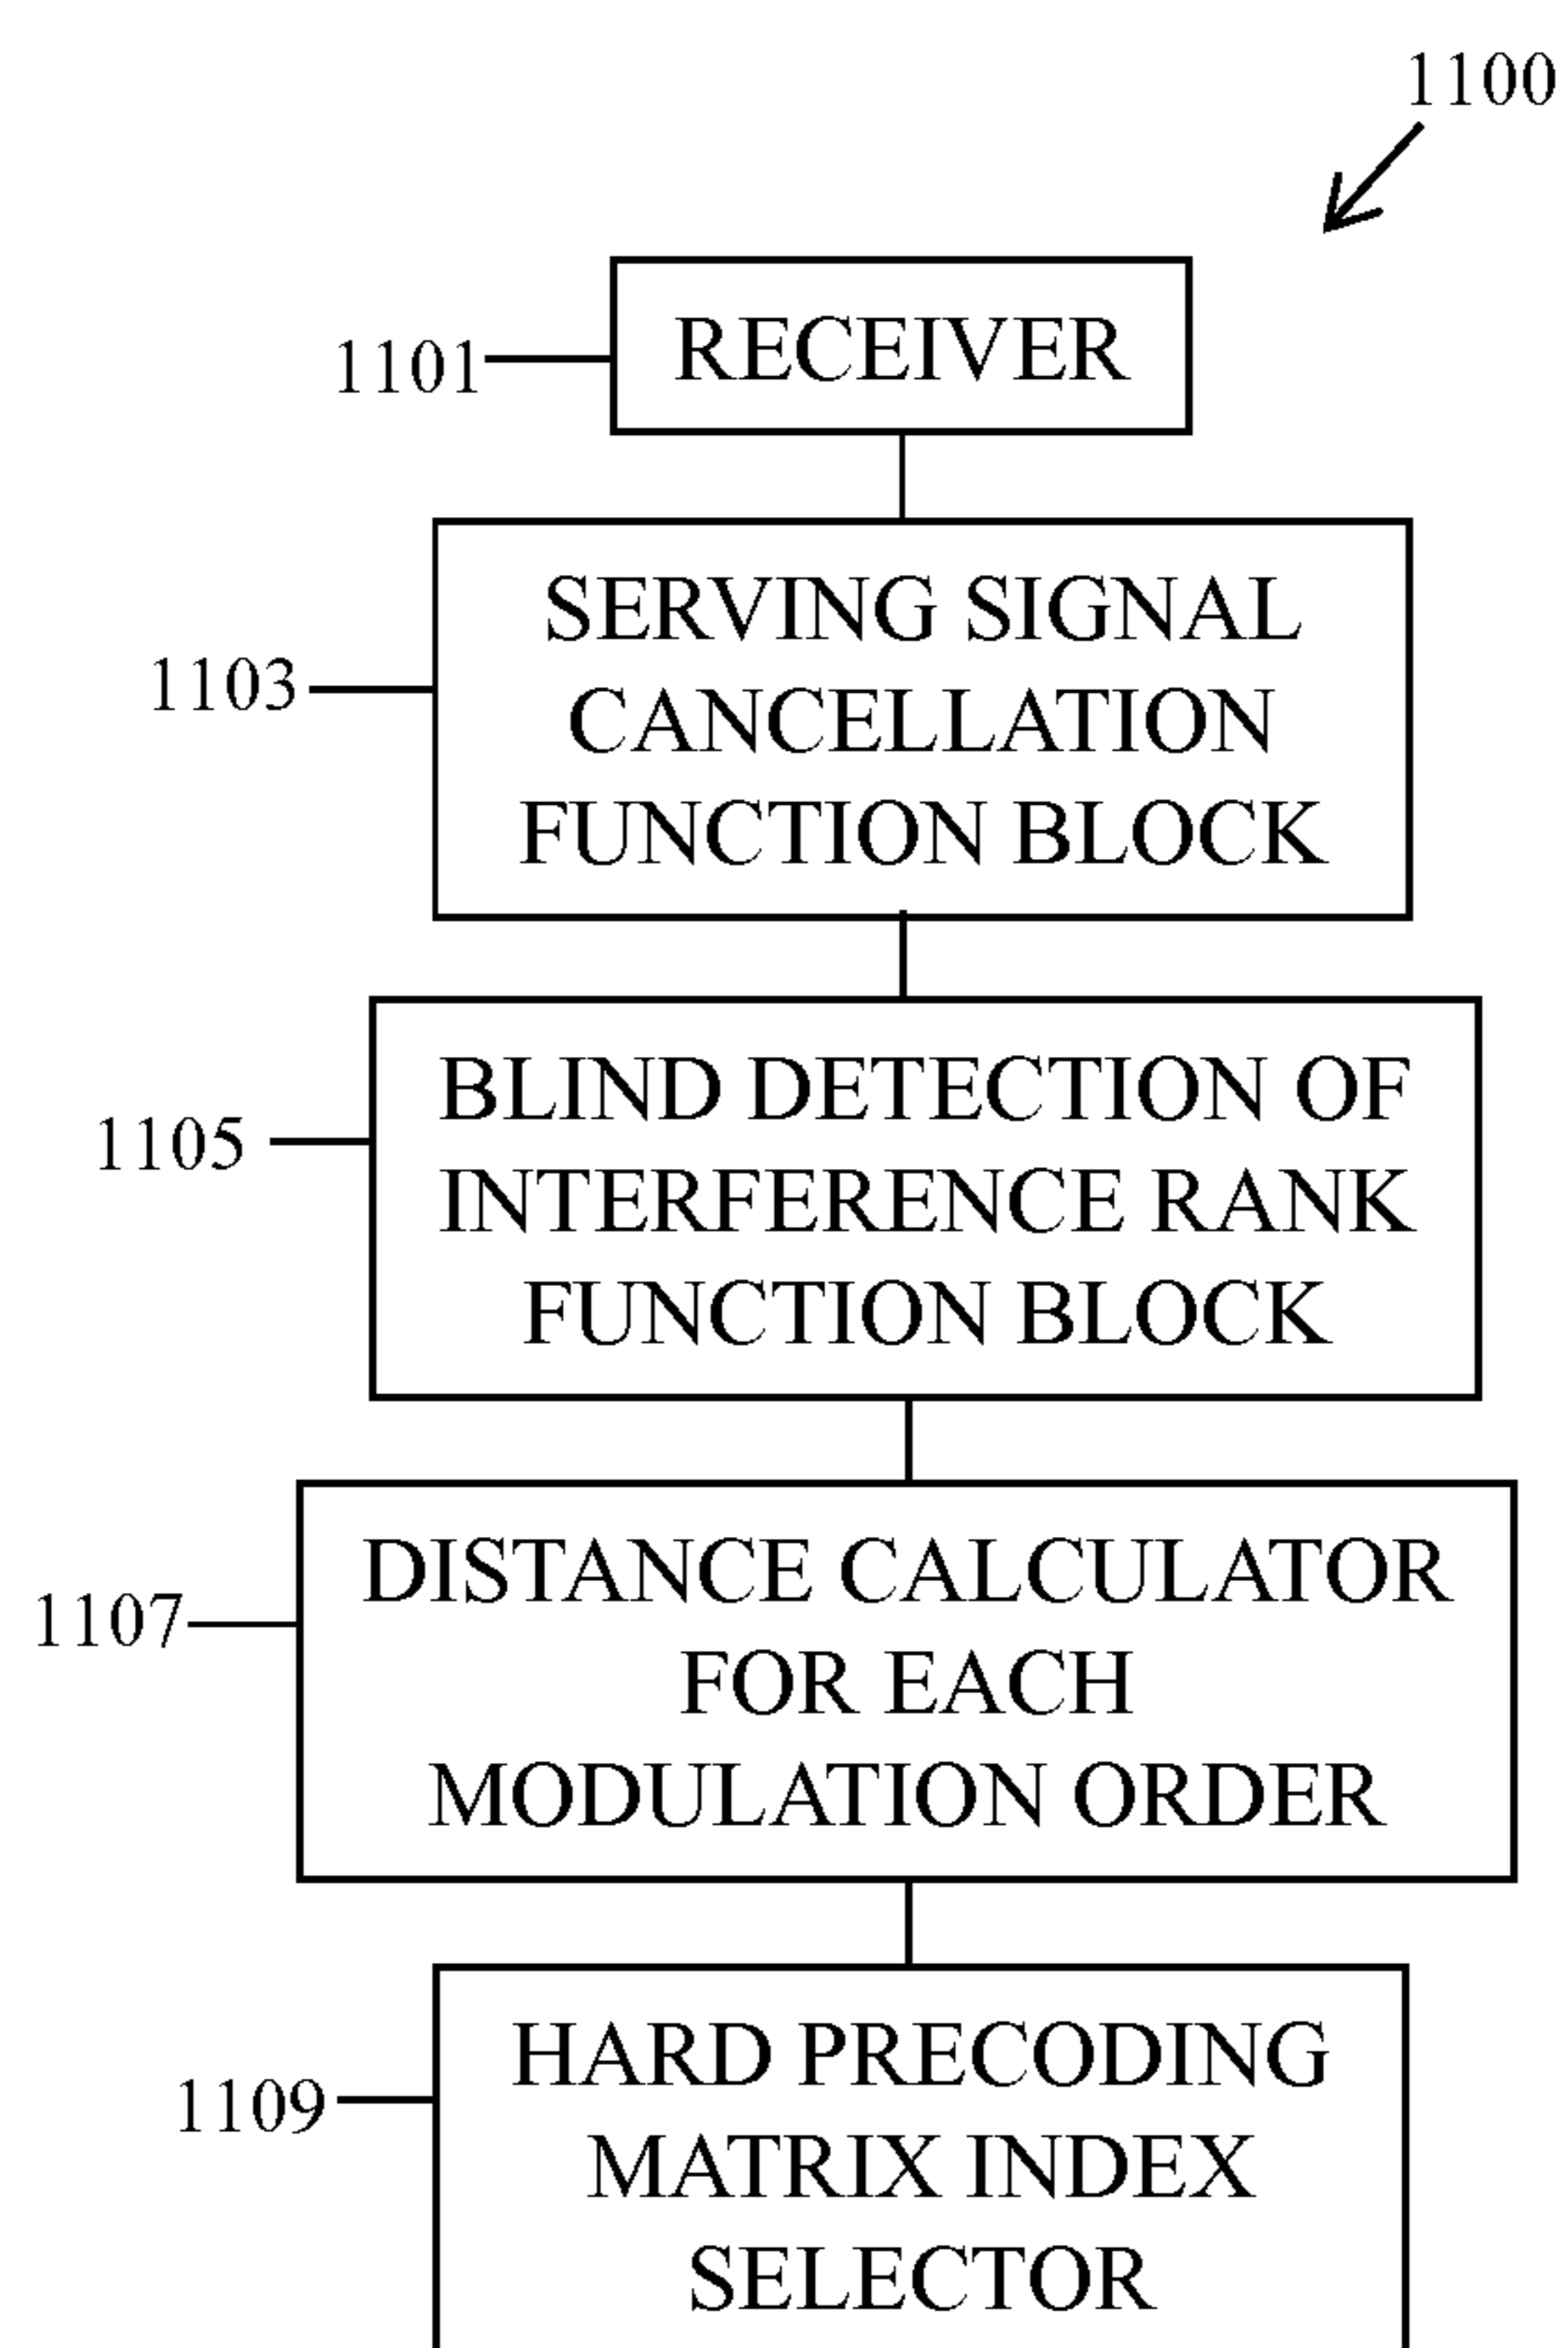 1100
RECEIVER
1101
SERVING SIGNAL
CANCELLATION
FUNCTION BLOCK
1103
BLIND DETECTION OF
INTERFERENCE RANK
FUNCTION BLOCK
1105
DISTANCE CALCULATOR
FOR EACH
MODULATION ORDER
1107
HARD PRECODING
MATRIX INDEX
SELECTOR
1109